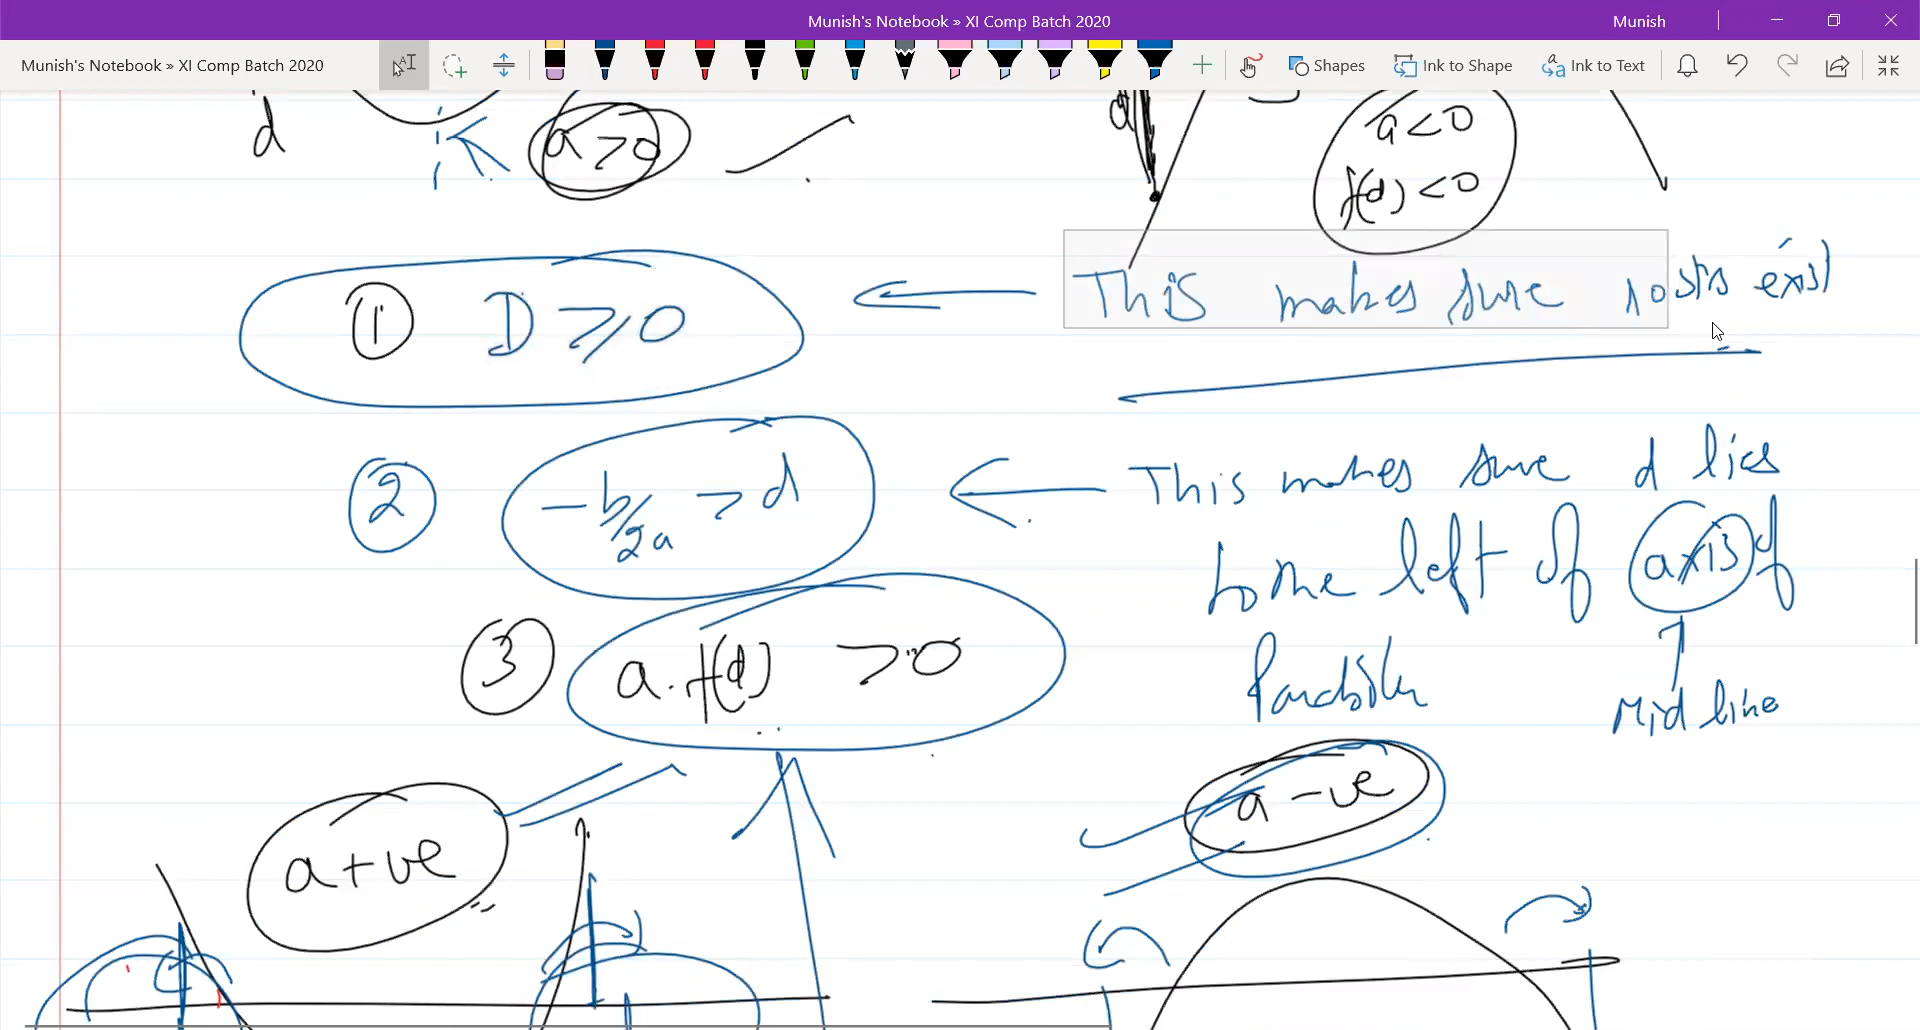 Munish's Notebook » XI Comp Batch 2020
Munish
Munish's Notebook » XI Comp Batch 2020
Shapes
Ink to Shape
Ink to Text
d
a>0
d
a<0
f(d)<0
① D ⩾ 0
This makes sure roots exist
② -b/2a > d
This makes sure d lies
to the left of axis of
Parabola
Mid line
③ a.f(d) > 0
a+ve
a -ve